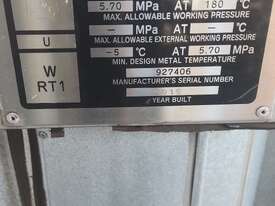 5.70 MPa AT 180 °C
MAX. ALLOWABLE WORKING PRESSURE
- MPa AT - °C
U
MAX. ALLOWABLE EXTERNAL WORKING PRESSURE
-5 °C AT 5.70 MPa
W
MIN. DESIGN METAL TEMPERATURE
RT1
927406
MANUFACTURER'S SERIAL NUMBER
YEAR BUILT